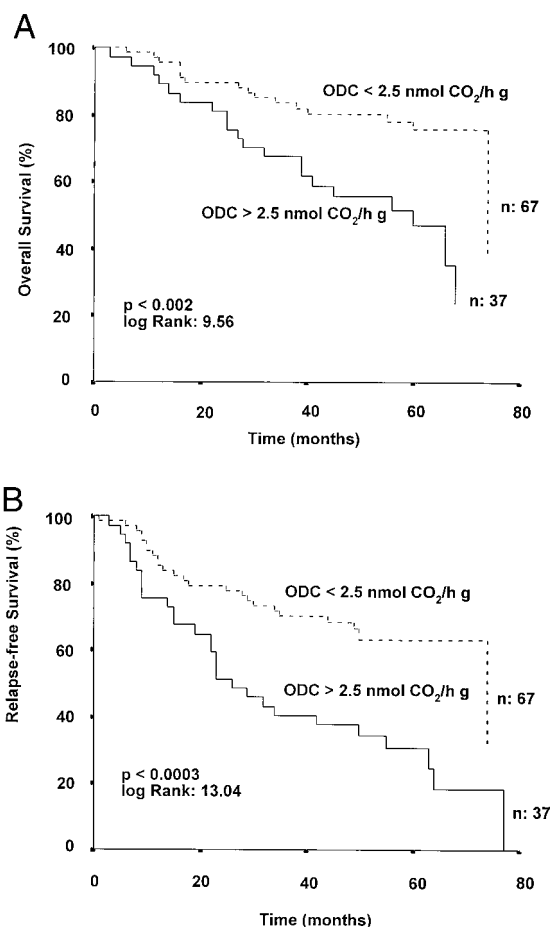 A
100
80
60
40
20
0
Overall Survival (%)
ODC < 2.5 nmol CO₂/h g
ODC > 2.5 nmol CO₂/h g
n: 67
n: 37
p < 0.002
log Rank: 9.56
0 20 40 60 80
Time (months)
B
100
80
60
40
20
0
Relapse-free Survival (%)
ODC < 2.5 nmol CO₂/h g
ODC > 2.5 nmol CO₂/h g
n: 67
n: 37
p < 0.0003
log Rank: 13.04
0 20 40 60 80
Time (months)